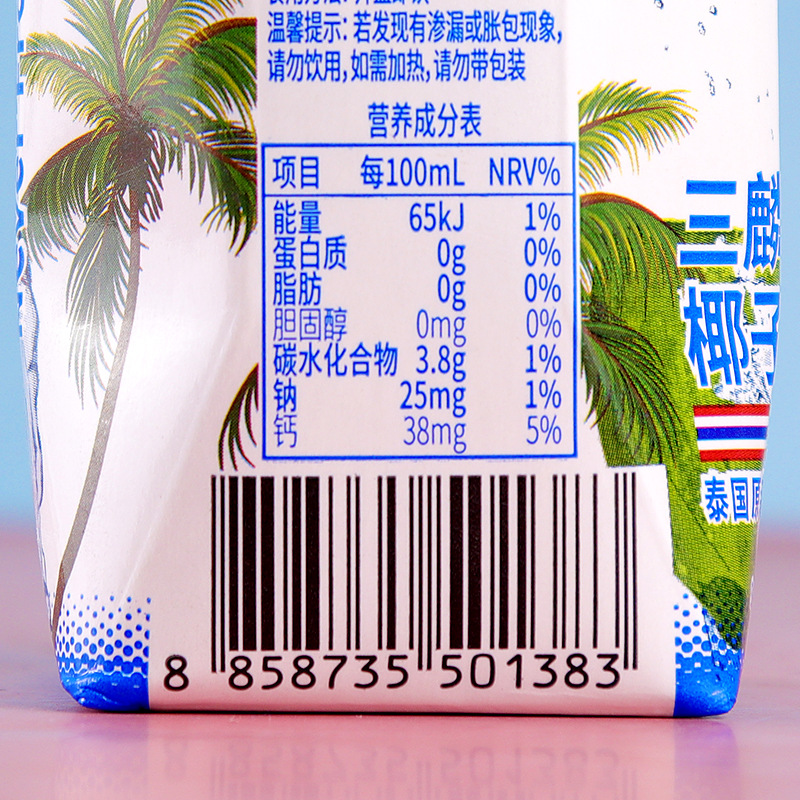 温馨提示：若发现有渗漏或胀包现象，
请勿饮用，如需加热，请勿带包装
营养成分表
项目 每100mL NRV%
能量 65kJ 1%
蛋白质 0g 0%
脂肪 0g 0%
胆固醇 0mg 0%
碳水化合物 3.8g 1%
钠 25mg 1%
钙 38mg 5%
8 858735 501383
三麟
椰子
泰国原